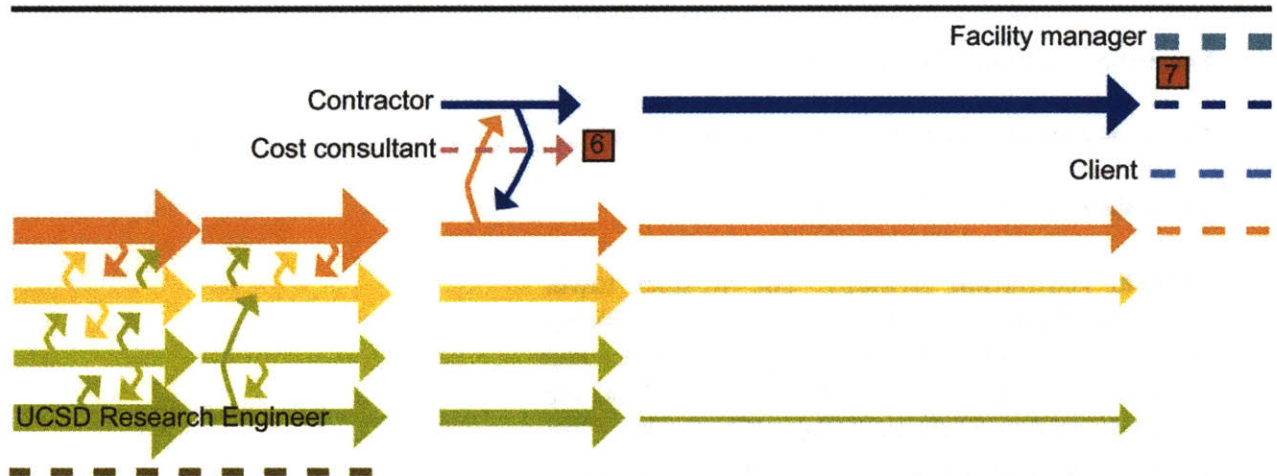 Facility manager
7
Contractor
Cost consultant
6
Client
UCSD Research Engineer